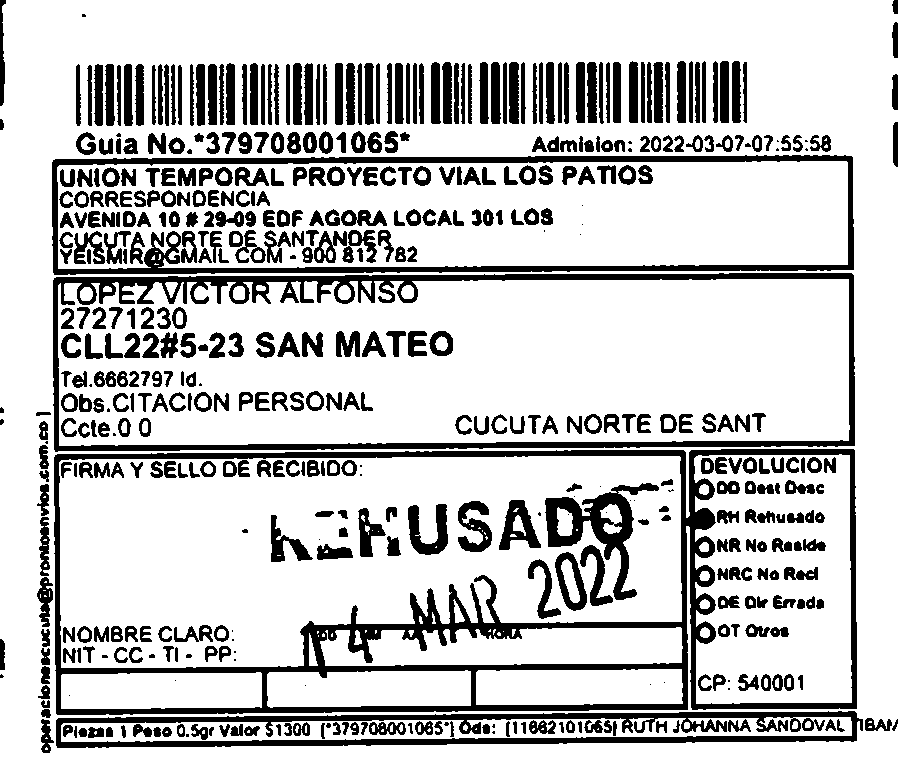 Guia No.*379708001065*
Admision: 2022-03-07-07:55:58
UNION TEMPORAL PROYECTO VIAL LOS PATIOS
CORRESPONDENCIA
AVENIDA 10 # 29-09 EDF AGORA LOCAL 301 LOS
CUCUTA NORTE DE SANTANDER
YEISMIR@GMAIL COM - 900 812 782
LOPEZ VICTOR ALFONSO
27271230
CLL22#5-23 SAN MATEO
Tel.6662797 Id.
Obs.CITACION PERSONAL
Ccte.0 0
CUCUTA NORTE DE SANT
operacionescucuta@prontoenvios.com.co
FIRMA Y SELLO DE RECIBIDO:
REHUSADO
14 MAR 2022
NOMBRE CLARO:
DD MM AA HORA
NIT - CC - TI - PP:
DEVOLUCION
DD Dest Desc
RH Rehusado
NR No Reside
NRC No Recl
DE Dir Errada
OT Otros
CP: 540001
Piezas 1 Peso 0.5gr Valor $1300 [*379708001065*] Ods: [11662101065] RUTH JOHANNA SANDOVAL